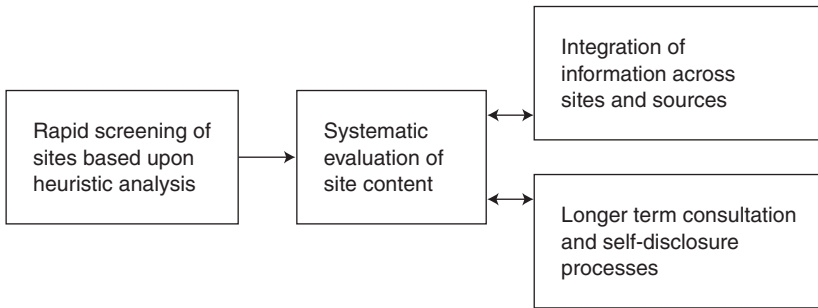 Rapid screening of
sites based upon
heuristic analysis
Systematic
evaluation of
site content
Integration of
information across
sites and sources
Longer term consultation
and self-disclosure
processes